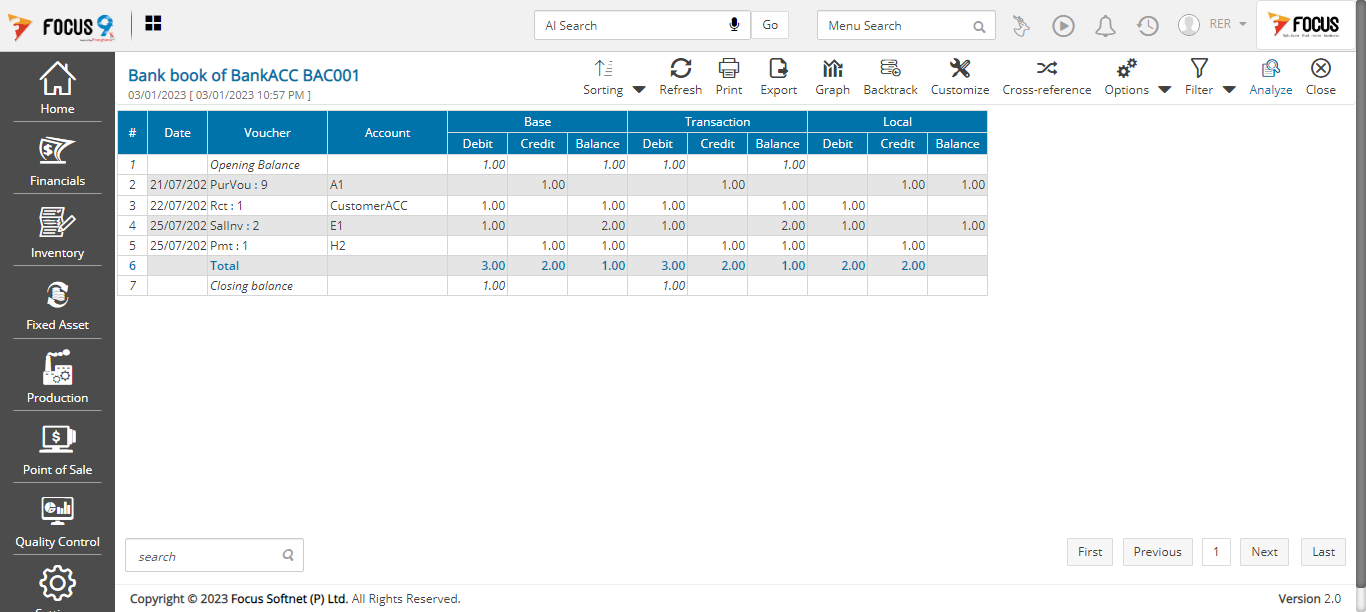 FOCUS 9
AI Search
Go
Menu Search
RER
FOCUS
Home
Financials
Inventory
Fixed Asset
Production
Point of Sale
Quality Control
Bank book of BankACC BAC001
03/01/2023 [ 03/01/2023 10:57 PM ]
Sorting Refresh Print Export Graph Backtrack Customize Cross-reference Options Filter Analyze Close
# Date Voucher Account Base Transaction Local
Debit Credit Balance Debit Credit Balance Debit Credit Balance
1 Opening Balance 1.00 1.00 1.00 1.00
2 21/07/202 PurVou : 9 A1 1.00 1.00 1.00 1.00
3 22/07/202 Rct : 1 CustomerACC 1.00 1.00 1.00 1.00 1.00
4 25/07/202 SalInv : 2 E1 1.00 2.00 1.00 2.00 1.00 1.00
5 25/07/202 Pmt : 1 H2 1.00 1.00 1.00 1.00 1.00
6 Total 3.00 2.00 1.00 3.00 2.00 1.00 2.00 2.00
7 Closing balance 1.00 1.00
search
First Previous 1 Next Last
Copyright © 2023 Focus Softnet (P) Ltd. All Rights Reserved.
Version 2.0